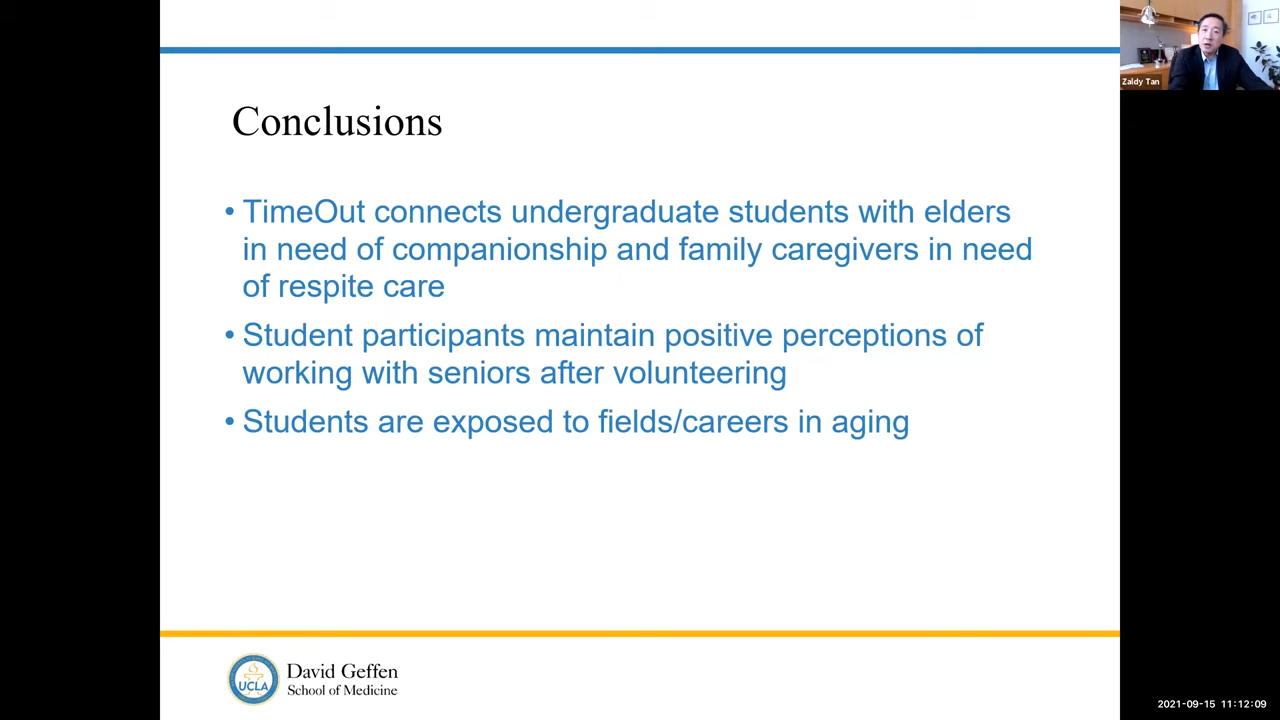 Zaldy Tan
Conclusions
• TimeOut connects undergraduate students with elders
in need of companionship and family caregivers in need
of respite care
• Student participants maintain positive perceptions of
working with seniors after volunteering
• Students are exposed to fields/careers in aging
UCLA
David Geffen
School of Medicine
2021-09-15 11:12:09